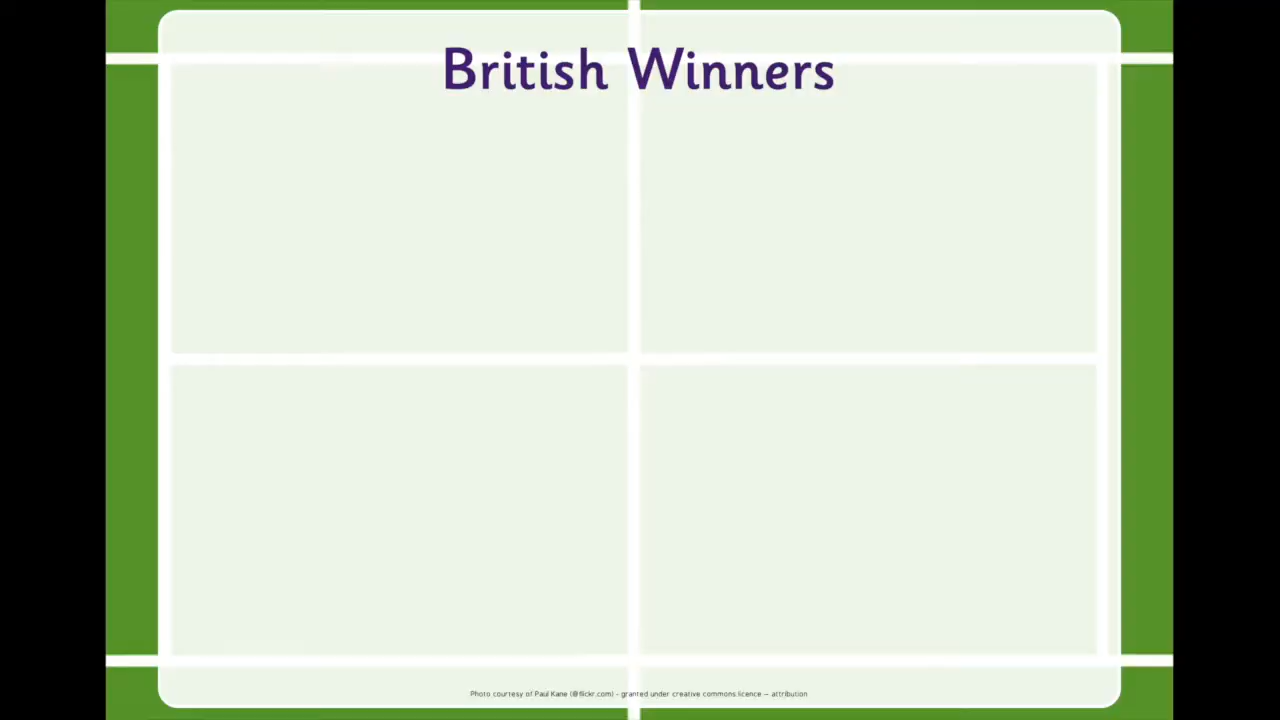 British Winners
Photo courtesy of Paul Kane (@flickr.com) - granted under creative commons licence – attribution